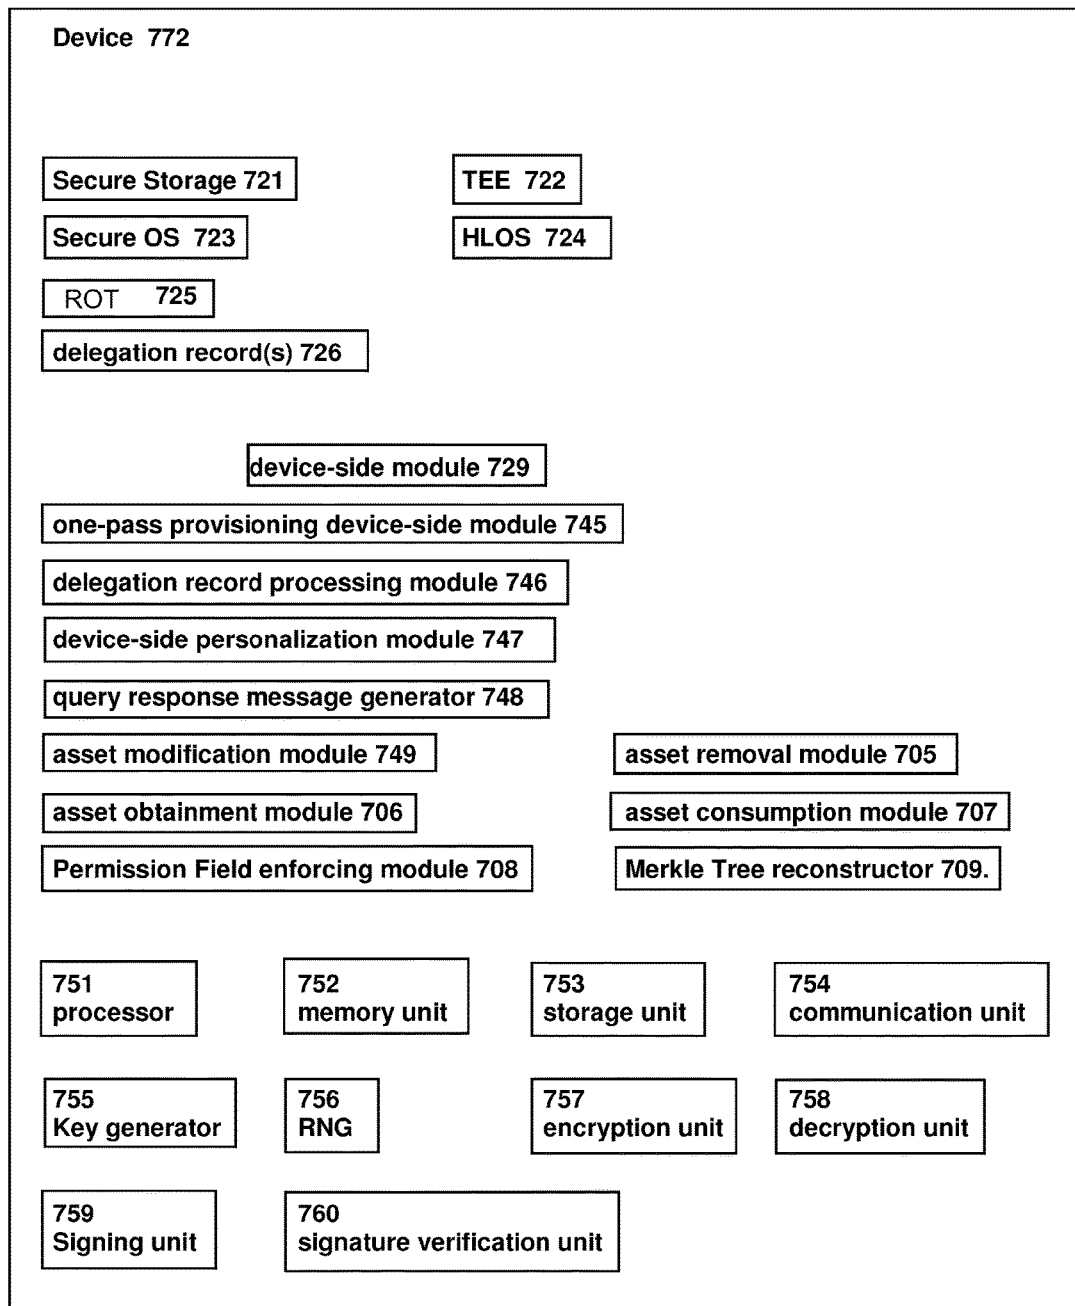 Device 772
Secure Storage 721
TEE 722
Secure OS 723
HLOS 724
ROT 725
delegation record(s) 726
device-side module 729
one-pass provisioning device-side module 745
delegation record processing module 746
device-side personalization module 747
query response message generator 748
asset modification module 749
asset removal module 705
asset obtainment module 706
asset consumption module 707
Permission Field enforcing module 708
Merkle Tree reconstructor 709.
751
processor
752
memory unit
753
storage unit
754
communication unit
755
Key generator
756
RNG
757
encryption unit
758
decryption unit
759
Signing unit
760
signature verification unit